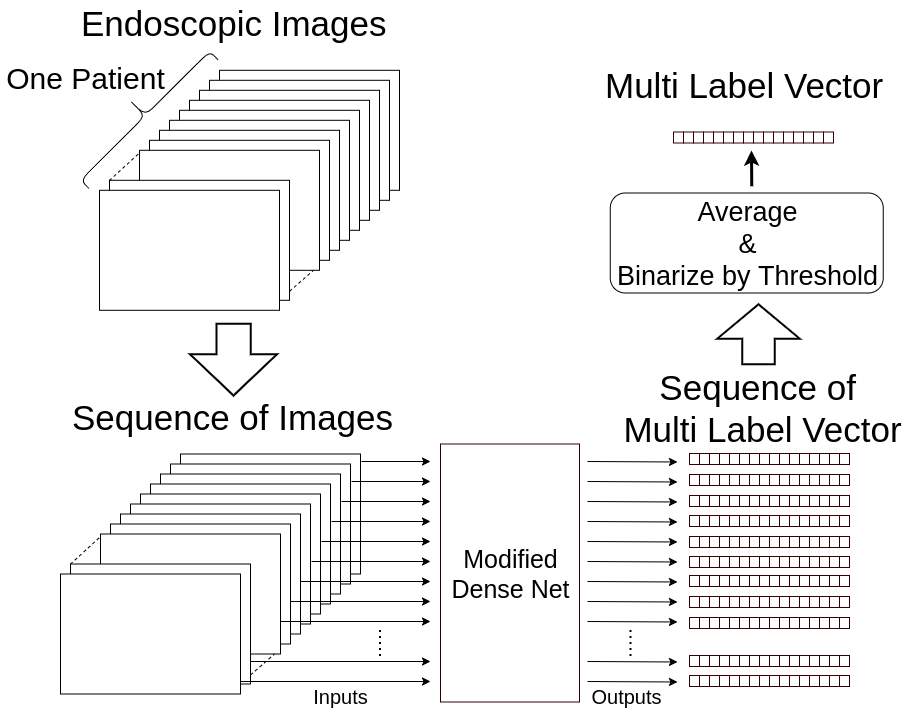 Endoscopic Images
One Patient
Sequence of Images
Inputs
Modified
Dense Net
Outputs
Sequence of
Multi Label Vector
Average
&
Binarize by Threshold
Multi Label Vector